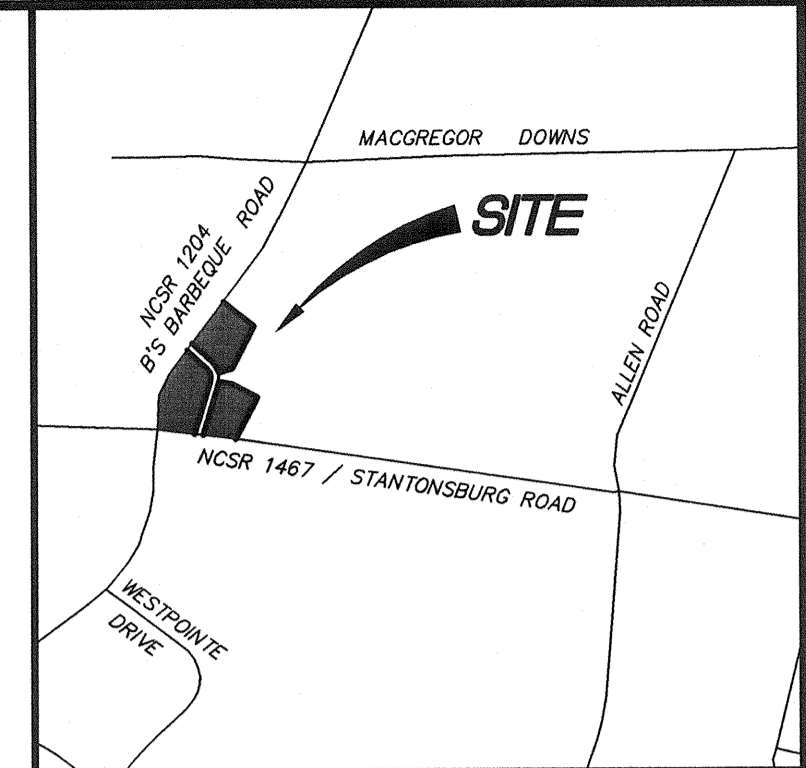 MACGREGOR DOWNS
SITE
NCSR 1204
B'S BARBEQUE ROAD
ALLEN ROAD
NCSR 1467 / STANTONSBURG ROAD
WESTPOINTE
DRIVE